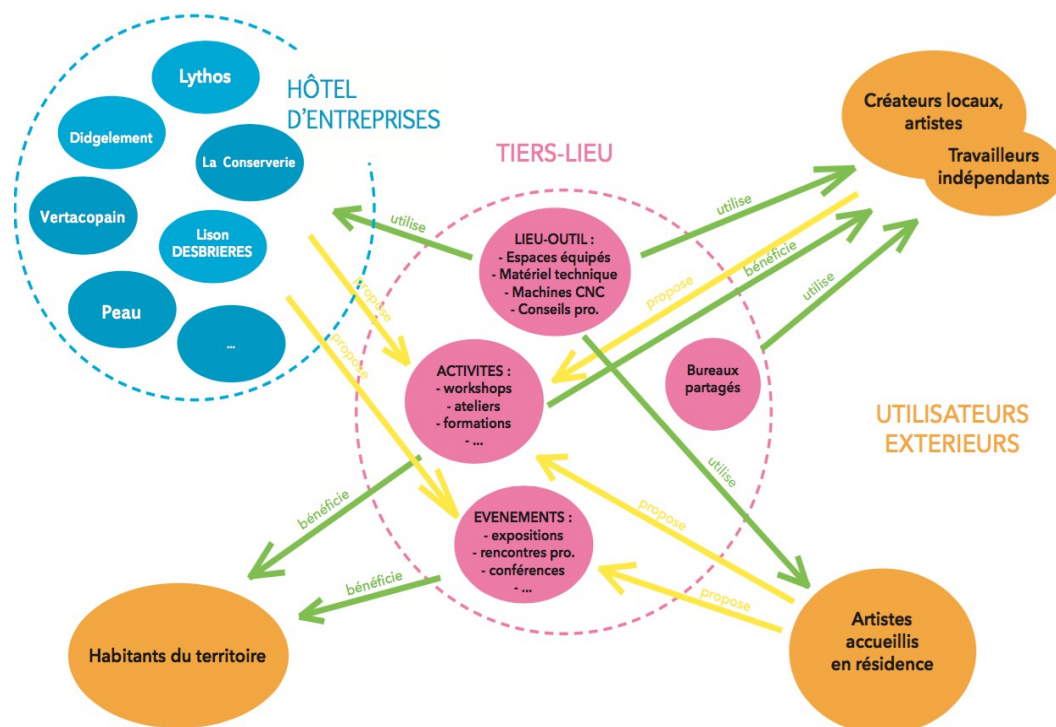 Lythos
HÔTEL
D'ENTREPRISES
Didgelement
La Conserverie
Vertacopain
Lison
DESBRIERES
Peau
...
TIERS-LIEU
LIEU-OUTIL :
- Espaces équipés
- Matériel technique
- Machines CNC
- Conseils pro.
ACTIVITES :
- workshops
- ateliers
- formations
- ...
EVENEMENTS :
- expositions
- rencontres pro.
- conférences
- ...
Bureaux
partagés
Créateurs locaux,
artistes
Travailleurs
indépendants
UTILISATEURS
EXTERIEURS
Artistes
accueillis
en résidence
Habitants du territoire
utilise
utilise
propose
bénéficie
utilise
propose
propose
utilise
bénéficie
bénéficie
propose
propose